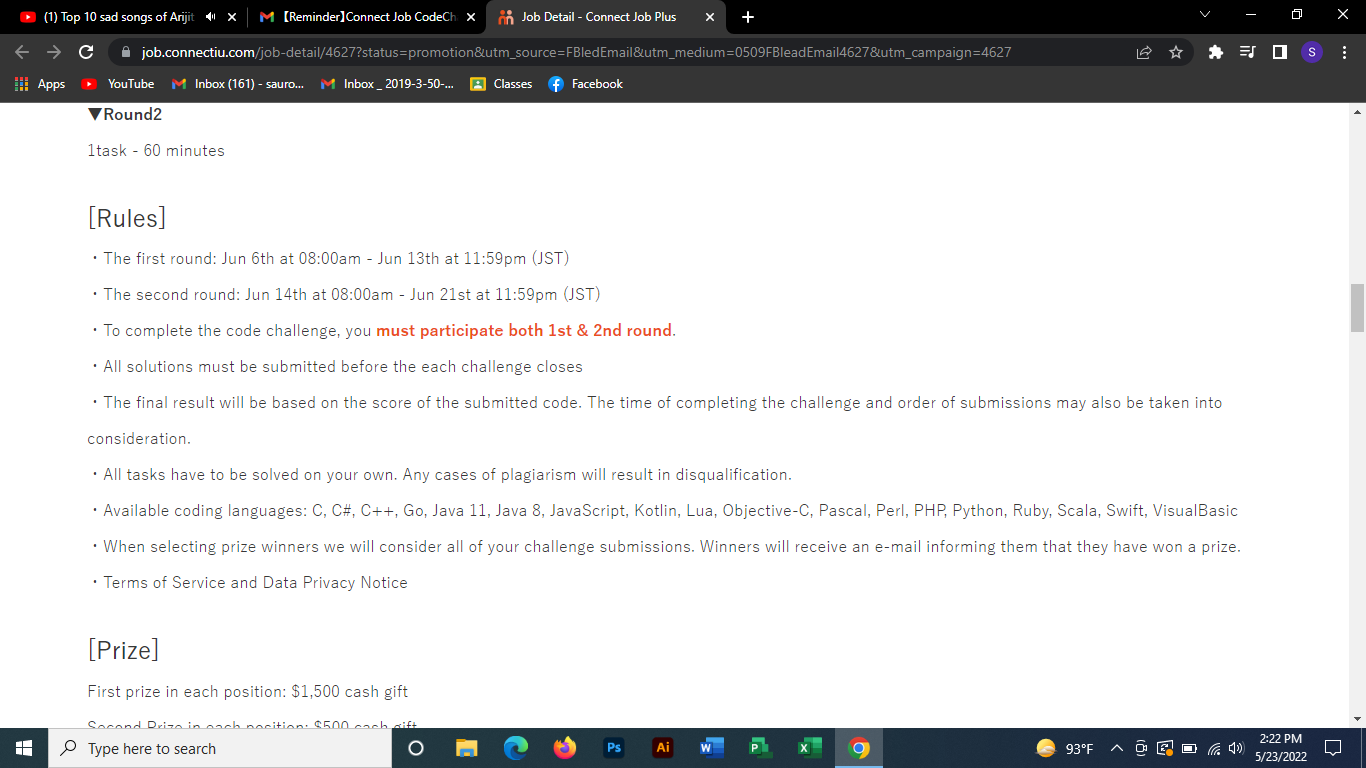 (1) Top 10 sad songs of Arijit
【Reminder】Connect Job CodeCh
Job Detail - Connect Job Plus
job.connectiu.com/job-detail/4627?status=promotion&utm_source=FBledEmail&utm_medium=0509FBleadEmail4627&utm_campaign=4627
S
Apps
YouTube
Inbox (161) - sauro...
Inbox _ 2019-3-50-...
Classes
Facebook
▼Round2
1task - 60 minutes
[Rules]
・The first round: Jun 6th at 08:00am - Jun 13th at 11:59pm (JST)
・The second round: Jun 14th at 08:00am - Jun 21st at 11:59pm (JST)
・To complete the code challenge, you must participate both 1st & 2nd round.
・All solutions must be submitted before the each challenge closes
・The final result will be based on the score of the submitted code. The time of completing the challenge and order of submissions may also be taken into
consideration.
・All tasks have to be solved on your own. Any cases of plagiarism will result in disqualification.
・Available coding languages: C, C#, C++, Go, Java 11, Java 8, JavaScript, Kotlin, Lua, Objective-C, Pascal, Perl, PHP, Python, Ruby, Scala, Swift, VisualBasic
・When selecting prize winners we will consider all of your challenge submissions. Winners will receive an e-mail informing them that they have won a prize.
・Terms of Service and Data Privacy Notice
[Prize]
First prize in each position: $1,500 cash gift
Second Prize in each position: $500 cash gift
Type here to search
Ps
Ai
W
P
X
93°F
2:22 PM
5/23/2022